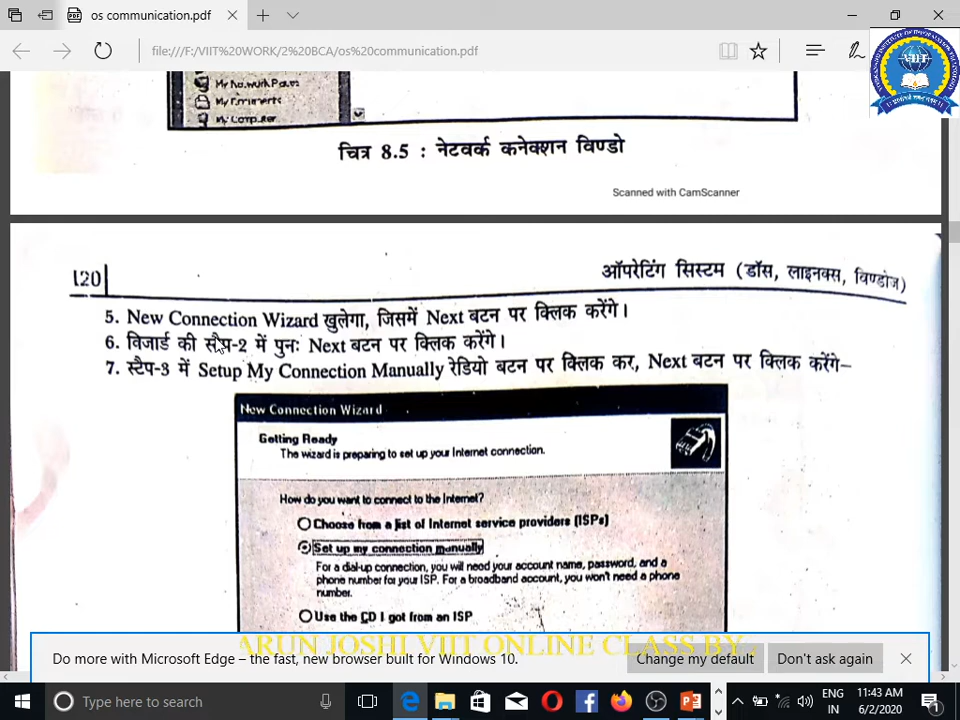 os communication.pdf
file:///F:/VIIT%20WORK/2%20BCA/os%20communication.pdf
VIIT
My Computer
चित्र 8.5 : नेटवर्क कनेक्शन विण्डो
Scanned with CamScanner
120
ऑपरेटिंग सिस्टम (डॉस, लाइनक्स, विण्डोज)
5. New Connection Wizard खुलेगा, जिसमें Next बटन पर क्लिक करेंगे।
6. विजार्ड की स्टैप-2 में पुनः Next बटन पर क्लिक करेंगे।
7. स्टैप-3 में Setup My Connection Manually रेडियो बटन पर क्लिक कर, Next बटन पर क्लिक करेंगे–
New Connection Wizard
Getting Ready
The wizard is preparing to set up your Internet connection.
How do you want to connect to the Internet?
Choose from a list of Internet service providers (ISPs)
Set up my connection manually
For a dial-up connection, you will need your account name, password, and a
phone number for your ISP. For a broadband account, you won't need a phone
number.
Use the CD I got from an ISP
ARUN JOSHI VIIT ONLINE CLASS BY
Do more with Microsoft Edge – the fast, new browser built for Windows 10.
Change my default
Don't ask again
Type here to search
ENG
IN
11:43 AM
6/2/2020
1